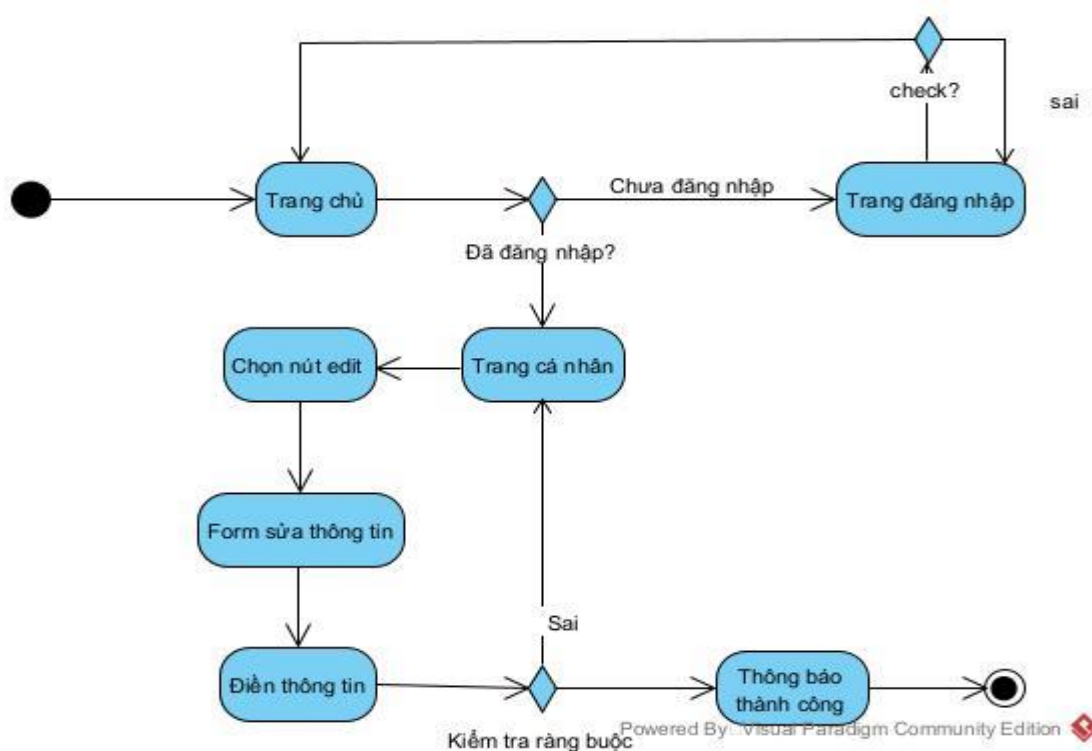 check?
sai
Trang chủ
Chưa đăng nhập
Trang đăng nhập
Đã đăng nhập?
Chọn nút edit
Trang cá nhân
Form sửa thông tin
Sai
Điền thông tin
Thông báo
thành công
Kiểm tra ràng buộc
Powered By: Visual Paradigm Community Edition